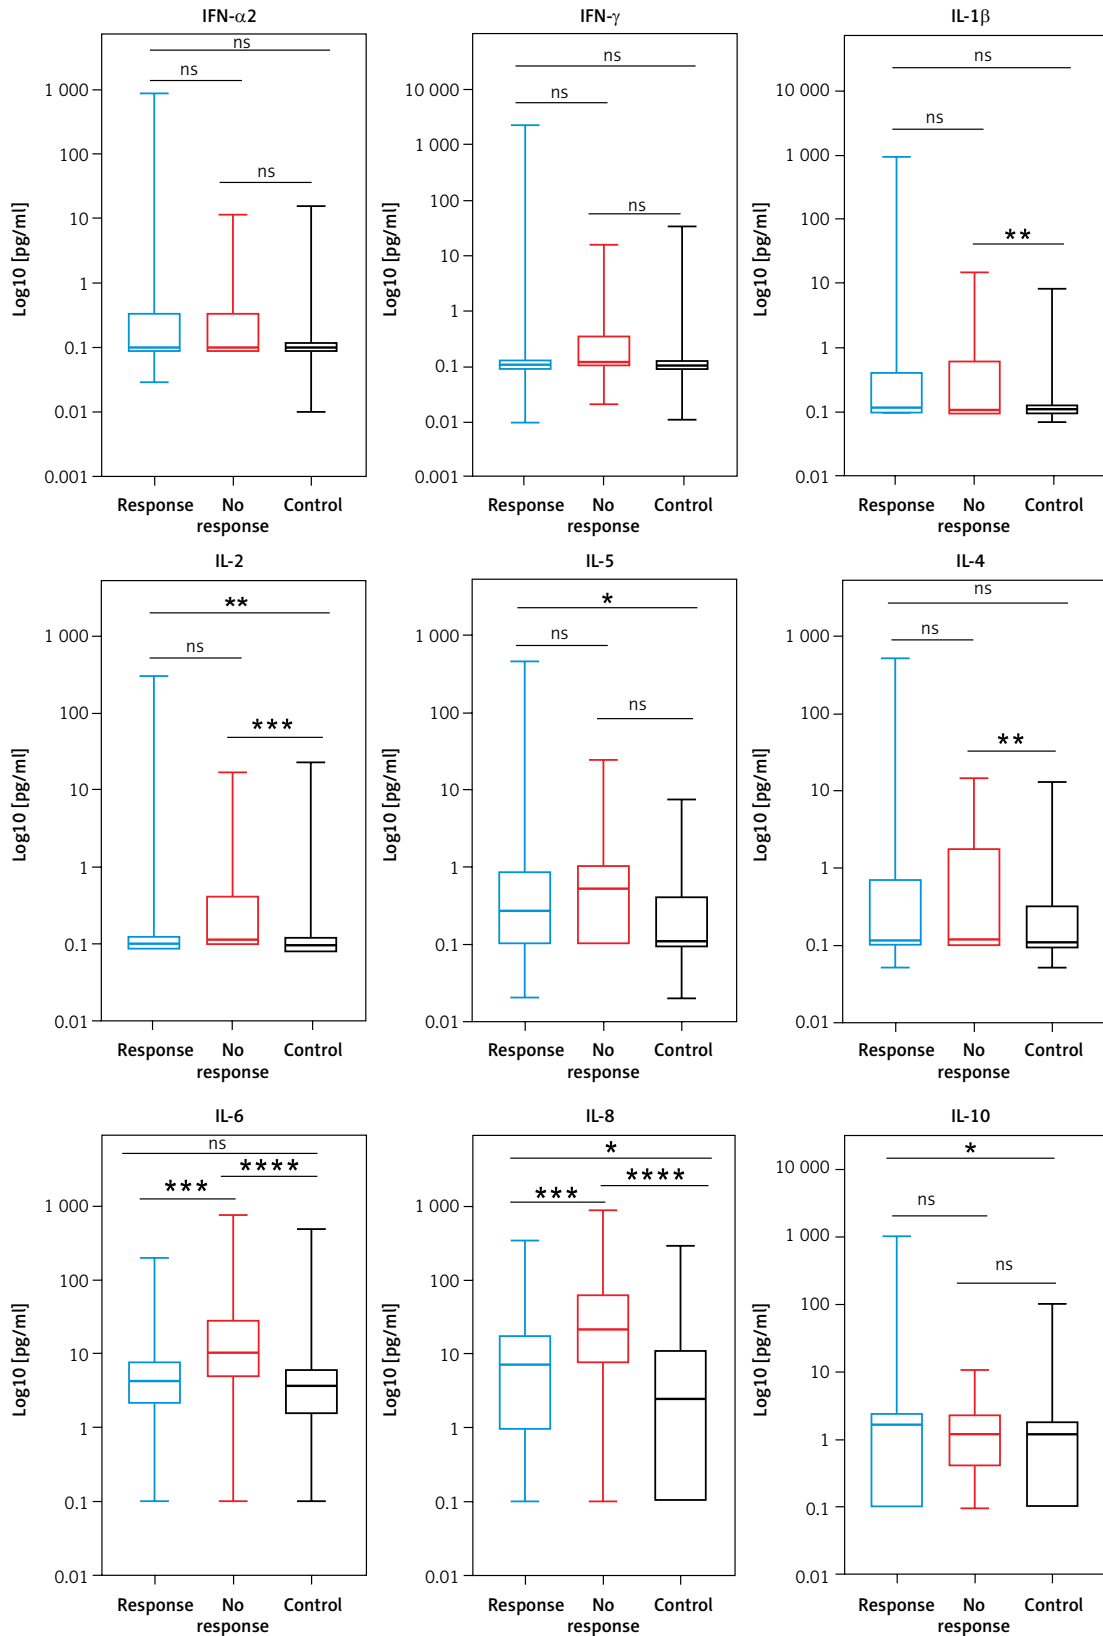 IFN-α2
ns
ns
ns
1 000
100
10
1
0.1
0.01
0.001
Log10 [pg/ml]
Response
No
response
Control
IFN-γ
ns
ns
ns
10 000
1 000
100
10
1
0.1
0.01
0.001
Log10 [pg/ml]
Response
No
response
Control
IL-1β
ns
ns
**
10 000
1 000
100
10
1
0.1
0.01
Log10 [pg/ml]
Response
No
response
Control
IL-2
**
ns
***
1 000
100
10
1
0.1
0.01
Log10 [pg/ml]
Response
No
response
Control
IL-5
*
ns
ns
1 000
100
10
1
0.1
0.01
Log10 [pg/ml]
Response
No
response
Control
IL-4
ns
ns
**
1 000
100
10
1
0.1
0.01
Log10 [pg/ml]
Response
No
response
Control
IL-6
ns
****
***
1 000
100
10
1
0.1
0.01
Log10 [pg/ml]
Response
No
response
Control
IL-8
*
****
***
1 000
100
10
1
0.1
0.01
Log10 [pg/ml]
Response
No
response
Control
IL-10
*
ns
ns
10 000
1 000
100
10
1
0.1
0.01
Log10 [pg/ml]
Response
No
response
Control